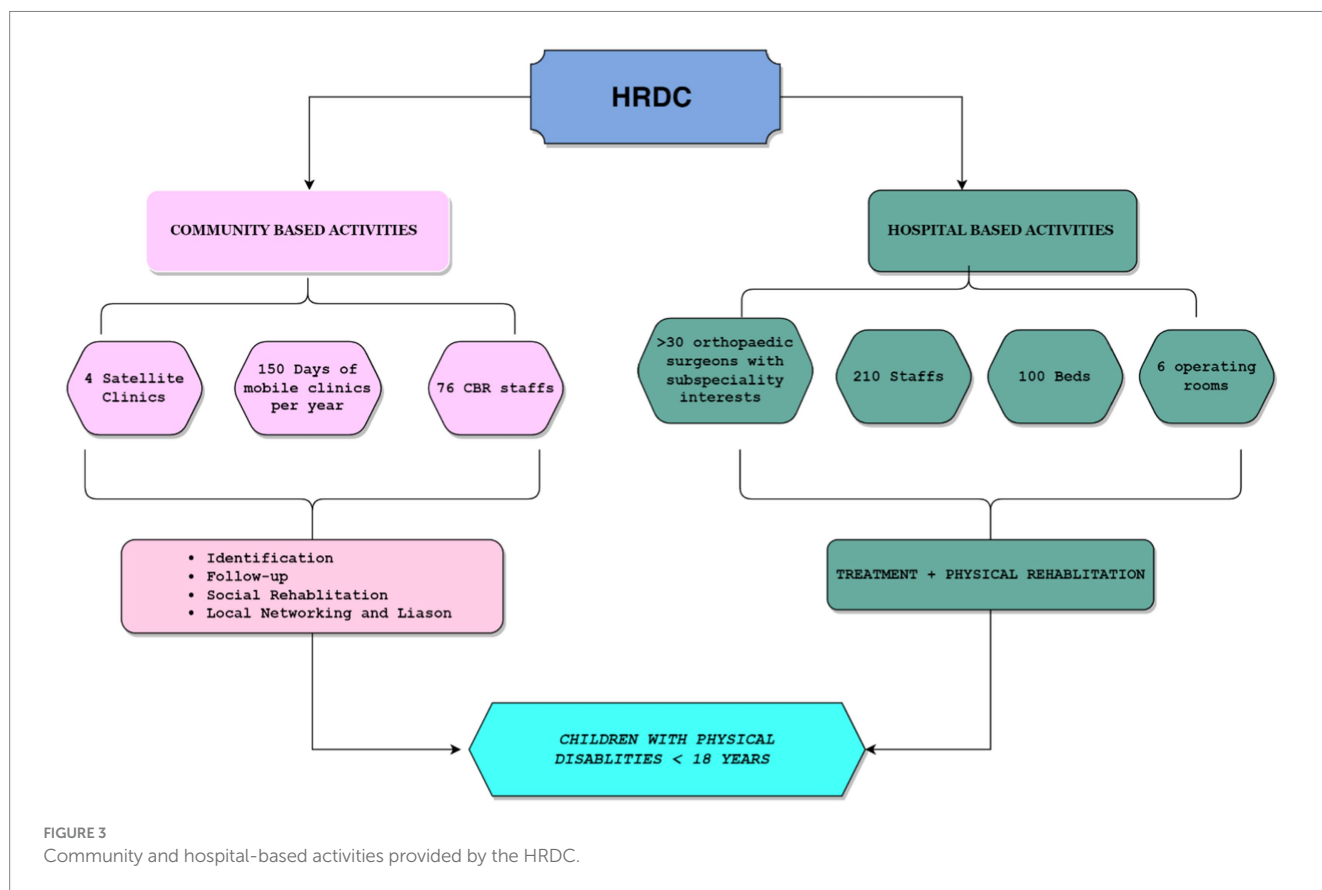 HRDC
COMMUNITY BASED ACTIVITIES
HOSPITAL BASED ACTIVITIES
4 Satellite
Clinics
150 Days of
mobile clinics
per year
76 CBR staffs
>30 orthopaedic
surgeons with
subspeciality
interests
210 Staffs
100 Beds
6 operating
rooms
• Identification
• Follow-up
• Social Rehablitation
• Local Networking and Liason
TREATMENT + PHYSICAL REHABLITATION
CHILDREN WITH PHYSICAL
DISABLITIES < 18 YEARS
FIGURE 3
Community and hospital-based activities provided by the HRDC.